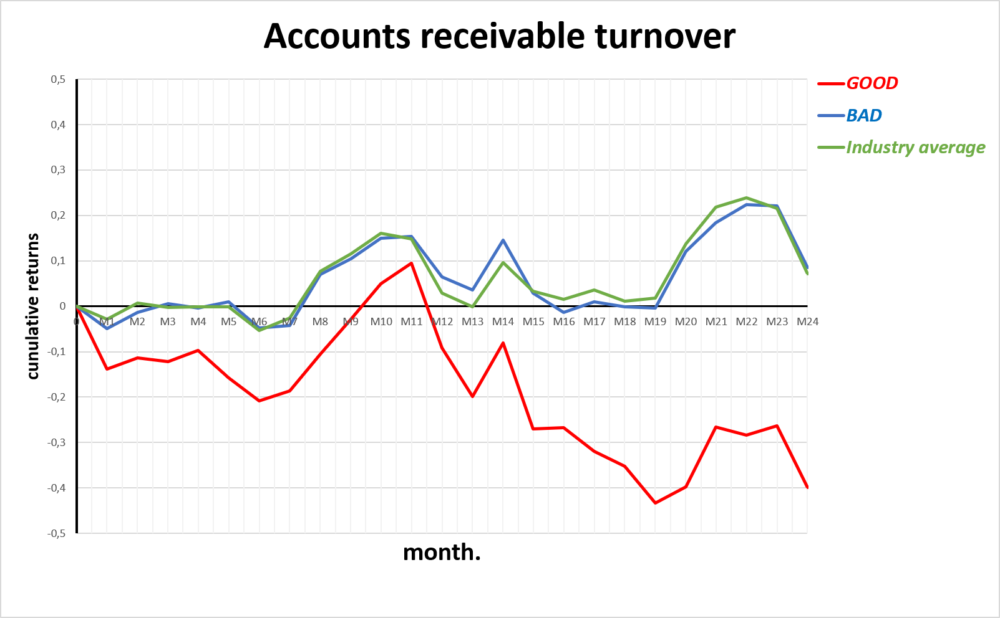 Accounts receivable turnover
0,5
0,4
0,3
0,2
0,1
0
-0,1
-0,2
-0,3
-0,4
-0,5
cunulative returns
0 M1 M2 M3 M4 M5 M6 M7 M8 M9 M10 M11 M12 M13 M14 M15 M16 M17 M18 M19 M20 M21 M22 M23 M24
month.
GOOD
BAD
Industry average